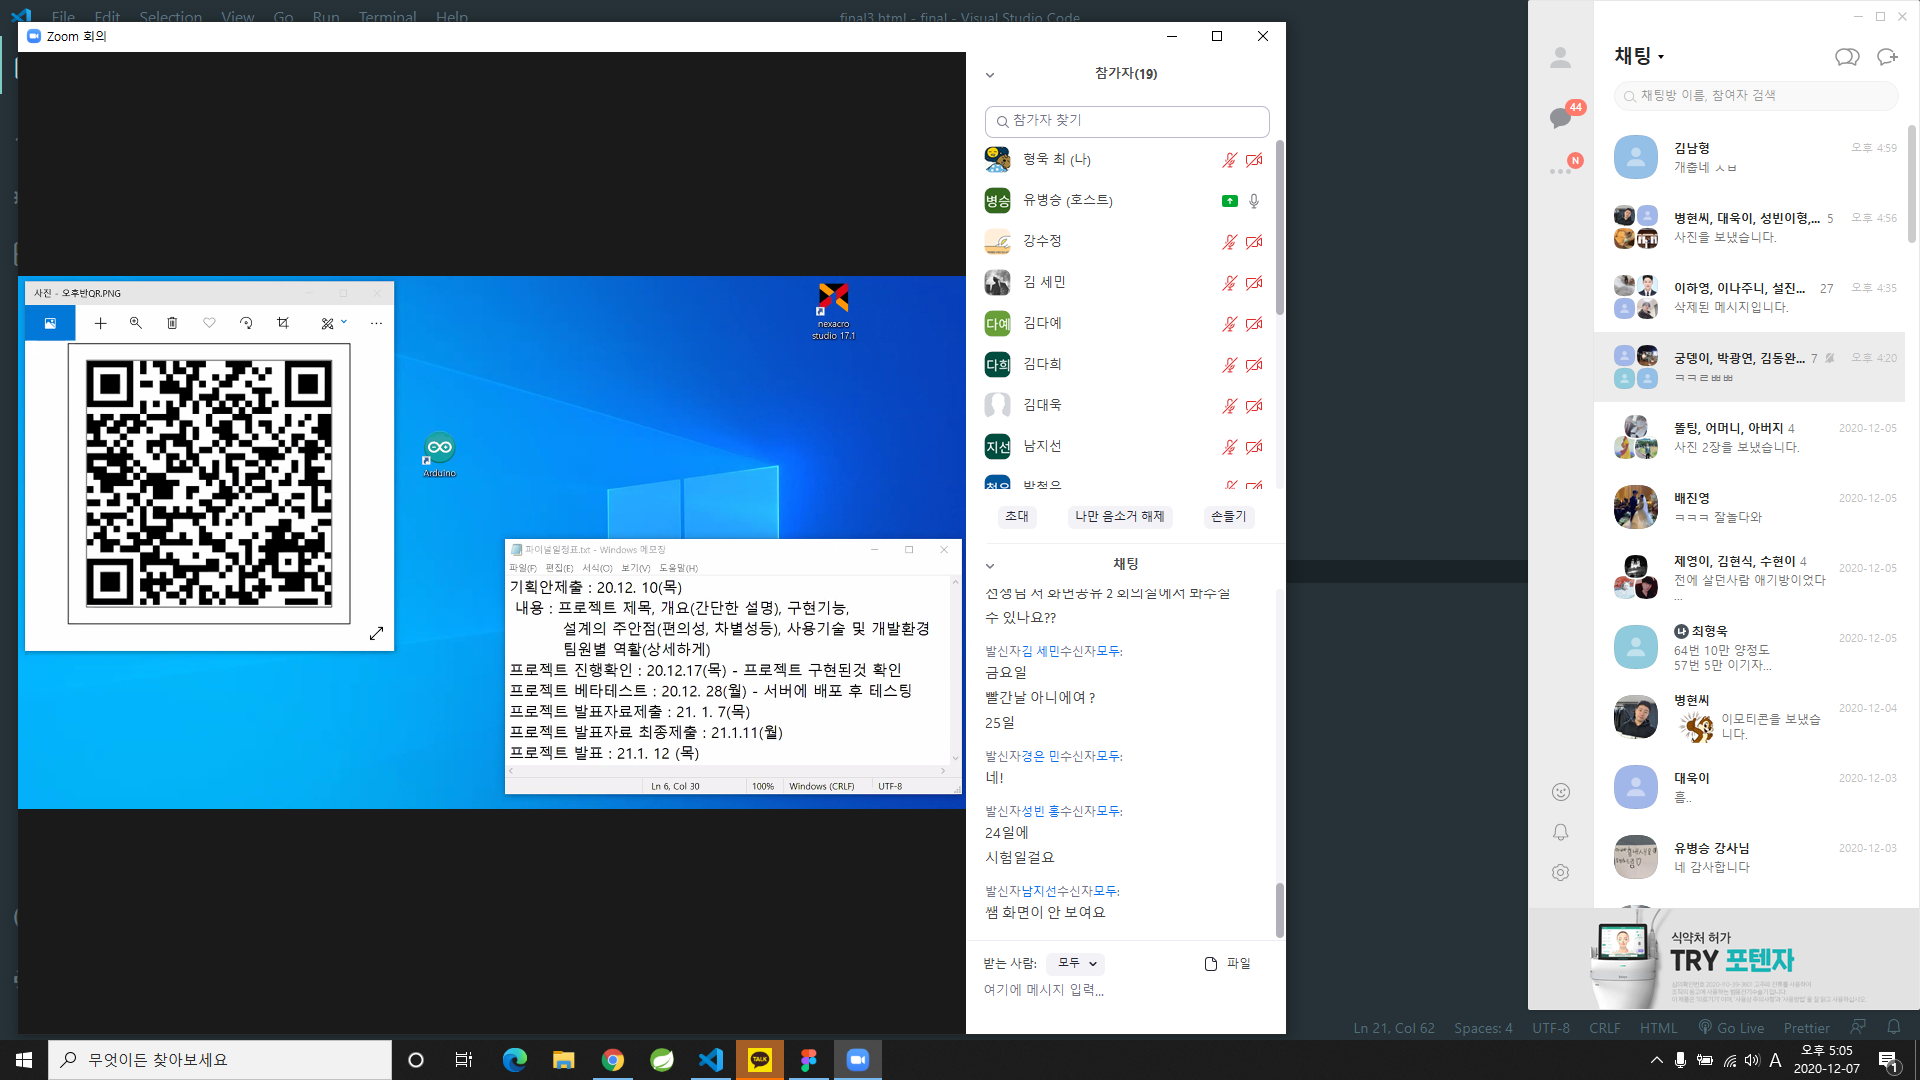 File Edit Selection View Go Run Terminal Help
final3.html - final - Visual Studio Code
Zoom 회의
사진 - 오후반QR.PNG
nexacro
studio 17.1
Arduino
파이널일정표.txt - Windows 메모장
파일(F) 편집(E) 서식(O) 보기(V) 도움말(H)
기획안제출 : 20.12. 10(목)
내용 : 프로젝트 제목, 개요(간단한 설명), 구현기능,
설계의 주안점(편의성, 차별성등), 사용기술 및 개발환경
팀원별 역활(상세하게)
프로젝트 진행확인 : 20.12.17(목) - 프로젝트 구현된것 확인
프로젝트 베타테스트 : 20.12. 28(월) - 서버에 배포 후 테스팅
프로젝트 발표자료제출 : 21. 1. 7(목)
프로젝트 발표자료 최종제출 : 21.1.11(월)
프로젝트 발표 : 21.1. 12 (목)
Ln 6, Col 30 100% Windows (CRLF) UTF-8
참가자(19)
참가자 찾기
형욱 최 (나)
병승 유병승 (호스트)
강수정
김 세민
다예 김다예
다희 김다희
김대욱
지선 남지선
초대 나만 음소거 해제 손들기
채팅
선생님 저 화면공유 2 회의실에서 봐주실
수 있나요??
발신자김 세민수신자모두:
금요일
빨간날 아니에여 ?
25일
발신자경은 민수신자모두:
네!
발신자성빈 홍수신자모두:
24일에
시험일걸요
발신자남지선수신자모두:
쌤 화면이 안 보여요
받는 사람: 모두 파일
여기에 메시지 입력...
채팅
채팅방 이름, 참여자 검색
44
N
김남형 오후 4:59
개춥네 ㅅㅂ
병현씨, 대욱이, 성빈이형,... 5 오후 4:56
사진을 보냈습니다.
이하영, 이나주니, 설진... 27 오후 4:35
삭제된 메시지입니다.
궁뎅이, 박광연, 김동완... 7 오후 4:20
ㅋㅋㄹㅃㅃ
똘팅, 어머니, 아버지 4 2020-12-05
사진 2장을 보냈습니다.
배진영 2020-12-05
ㅋㅋㅋ 잘놀다와
제영이, 김현식, 수현이 4 2020-12-05
전에 살던사람 얘기방이었다
...
나 최형욱 2020-12-05
64번 10만 양정도
57번 5만 이기자...
병현씨 2020-12-04
이모티콘을 보냈습
니다.
대욱이 2020-12-03
흠..
유병승 강사님 2020-12-03
네 감사합니다
식약처 허가
TRY 포텐자
Ln 21, Col 62 Spaces: 4 UTF-8 CRLF HTML Go Live Prettier
무엇이든 찾아보세요
TALK
A
오후 5:05
2020-12-07
1